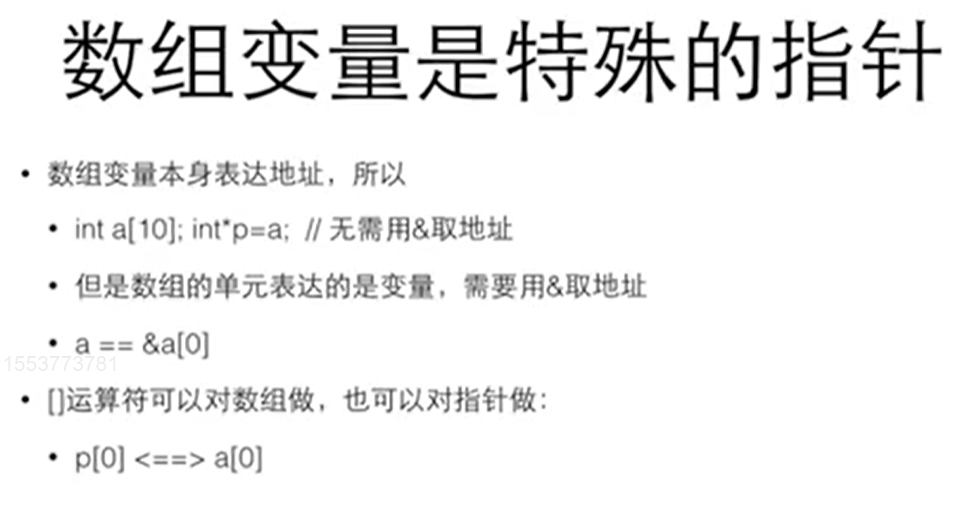 数组变量是特殊的指针
• 数组变量本身表达地址，所以
• int a[10]; int*p=a; // 无需用&取地址
• 但是数组的单元表达的是变量，需要用&取地址
• a == &a[0]
1553773781
• []运算符可以对数组做，也可以对指针做：
• p[0] <==> a[0]